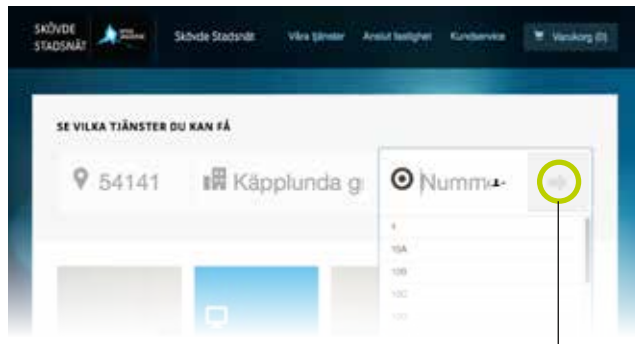 SKÖVDE
STADSNÄT
Skövde Stadsnät
Våra tjänster
Anslut fastighet
Kundservice
Varukorg (0)
SE VILKA TJÄNSTER DU KAN FÅ
54141
Käpplunda g
Numm
10A
10B
10C